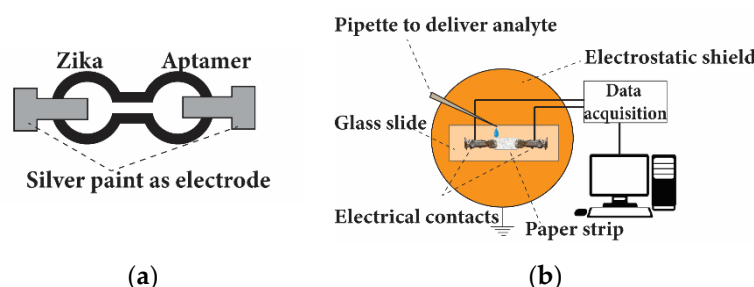 Zika
Aptamer
Silver paint as electrode
(a)
Pipette to deliver analyte
Electrostatic shield
Data
acquisition
Glass slide
Electrical contacts
Paper strip
(b)